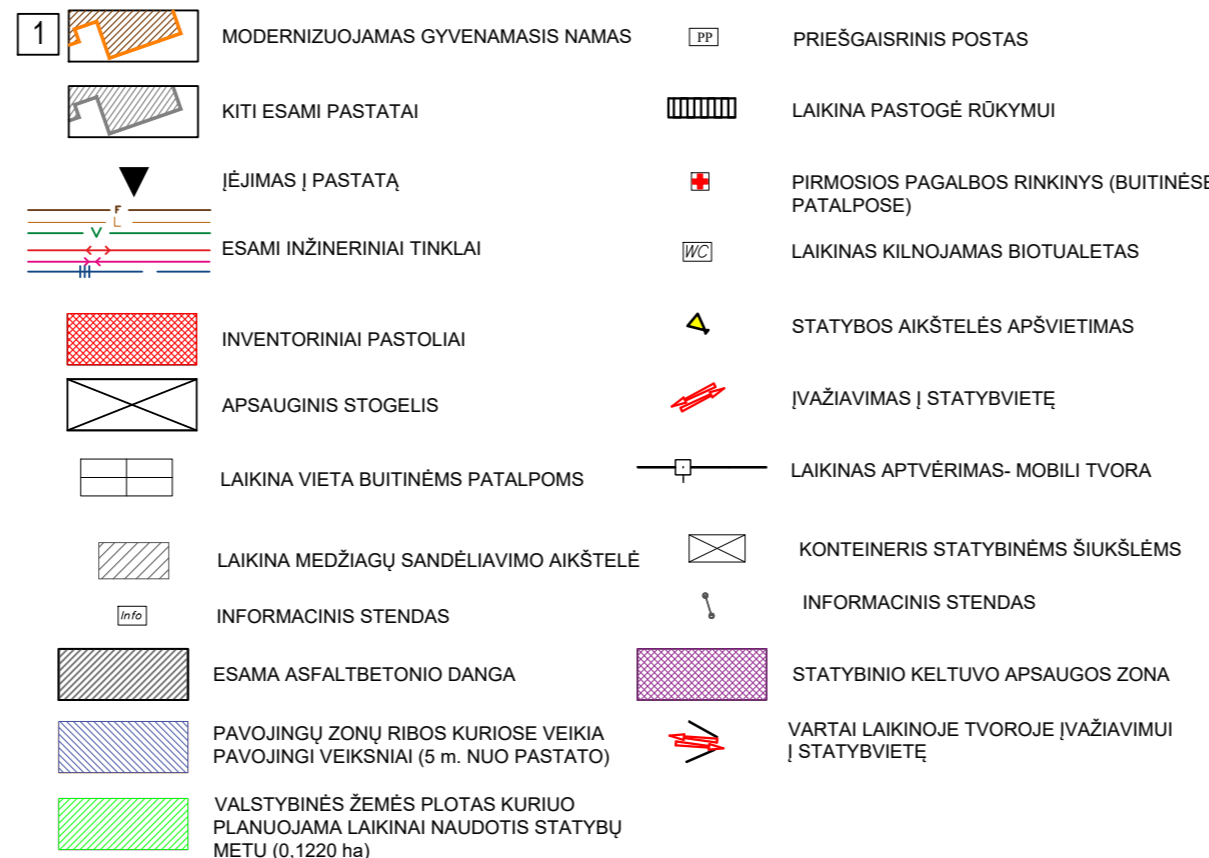 1
MODERNIZUOJAMAS GYVENAMASIS NAMAS
KITI ESAMI PASTATAI
ĮĖJIMAS Į PASTATĄ
F
L
V
ESAMI INŽINERINIAI TINKLAI
INVENTORINIAI PASTOLIAI
APSAUGINIS STOGELIS
LAIKINA VIETA BUITINĖMS PATALPOMS
LAIKINA MEDŽIAGŲ SANDĖLIAVIMO AIKŠTELĖ
Info
INFORMACINIS STENDAS
ESAMA ASFALTBETONIO DANGA
PAVOJINGŲ ZONŲ RIBOS KURIOSE VEIKIA
PAVOJINGI VEIKSNIAI (5 m. NUO PASTATO)
VALSTYBINĖS ŽEMĖS PLOTAS KURIUO
PLANUOJAMA LAIKINAI NAUDOTIS STATYBŲ
METU (0,1220 ha)
PP
PRIEŠGAISRINIS POSTAS
LAIKINA PASTOGĖ RŪKYMUI
PIRMOSIOS PAGALBOS RINKINYS (BUITINĖSE
PATALPOSE)
WC
LAIKINAS KILNOJAMAS BIOTUALETAS
STATYBOS AIKŠTELĖS APŠVIETIMAS
ĮVAŽIAVIMAS Į STATYBVIETĘ
LAIKINAS APTVĖRIMAS- MOBILI TVORA
KONTEINERIS STATYBINĖMS ŠIUKŠLĖMS
INFORMACINIS STENDAS
STATYBINIO KELTUVO APSAUGOS ZONA
VARTAI LAIKINOJE TVOROJE ĮVAŽIAVIMUI
Į STATYBVIETĘ